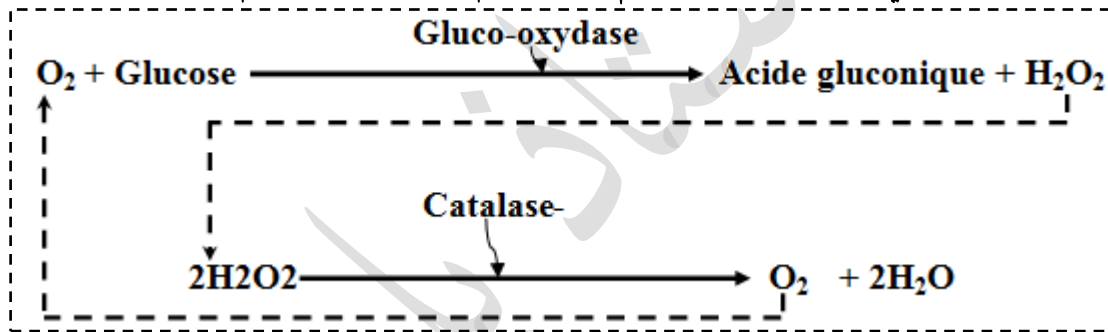 Gluco-oxydase
O₂ + Glucose Acide gluconique + H₂O₂
Catalase-
2H2O2 O₂ + 2H₂O